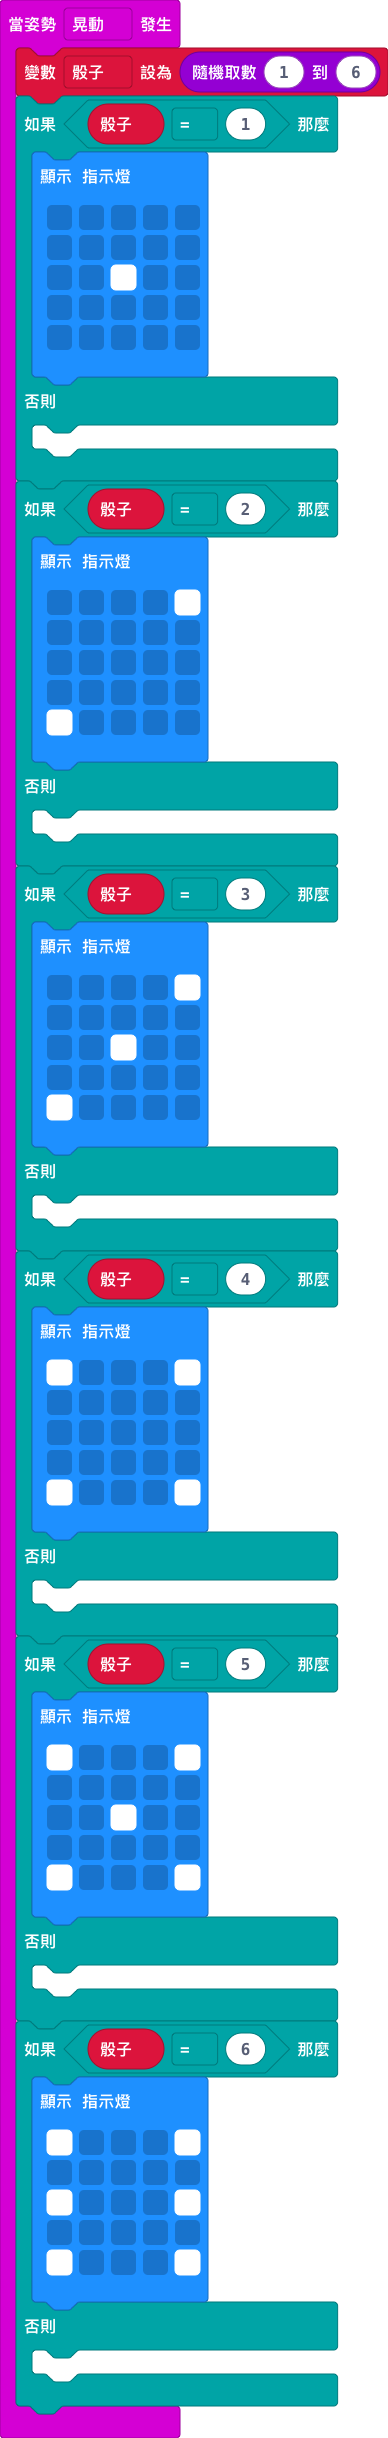 當姿勢 晃動 發生
變數 骰子 設為 隨機取數 1 到 6
如果 骰子 = 1 那麼
顯示 指示燈
否則
如果 骰子 = 2 那麼
顯示 指示燈
否則
如果 骰子 = 3 那麼
顯示 指示燈
否則
如果 骰子 = 4 那麼
顯示 指示燈
否則
如果 骰子 = 5 那麼
顯示 指示燈
否則
如果 骰子 = 6 那麼
顯示 指示燈
否則